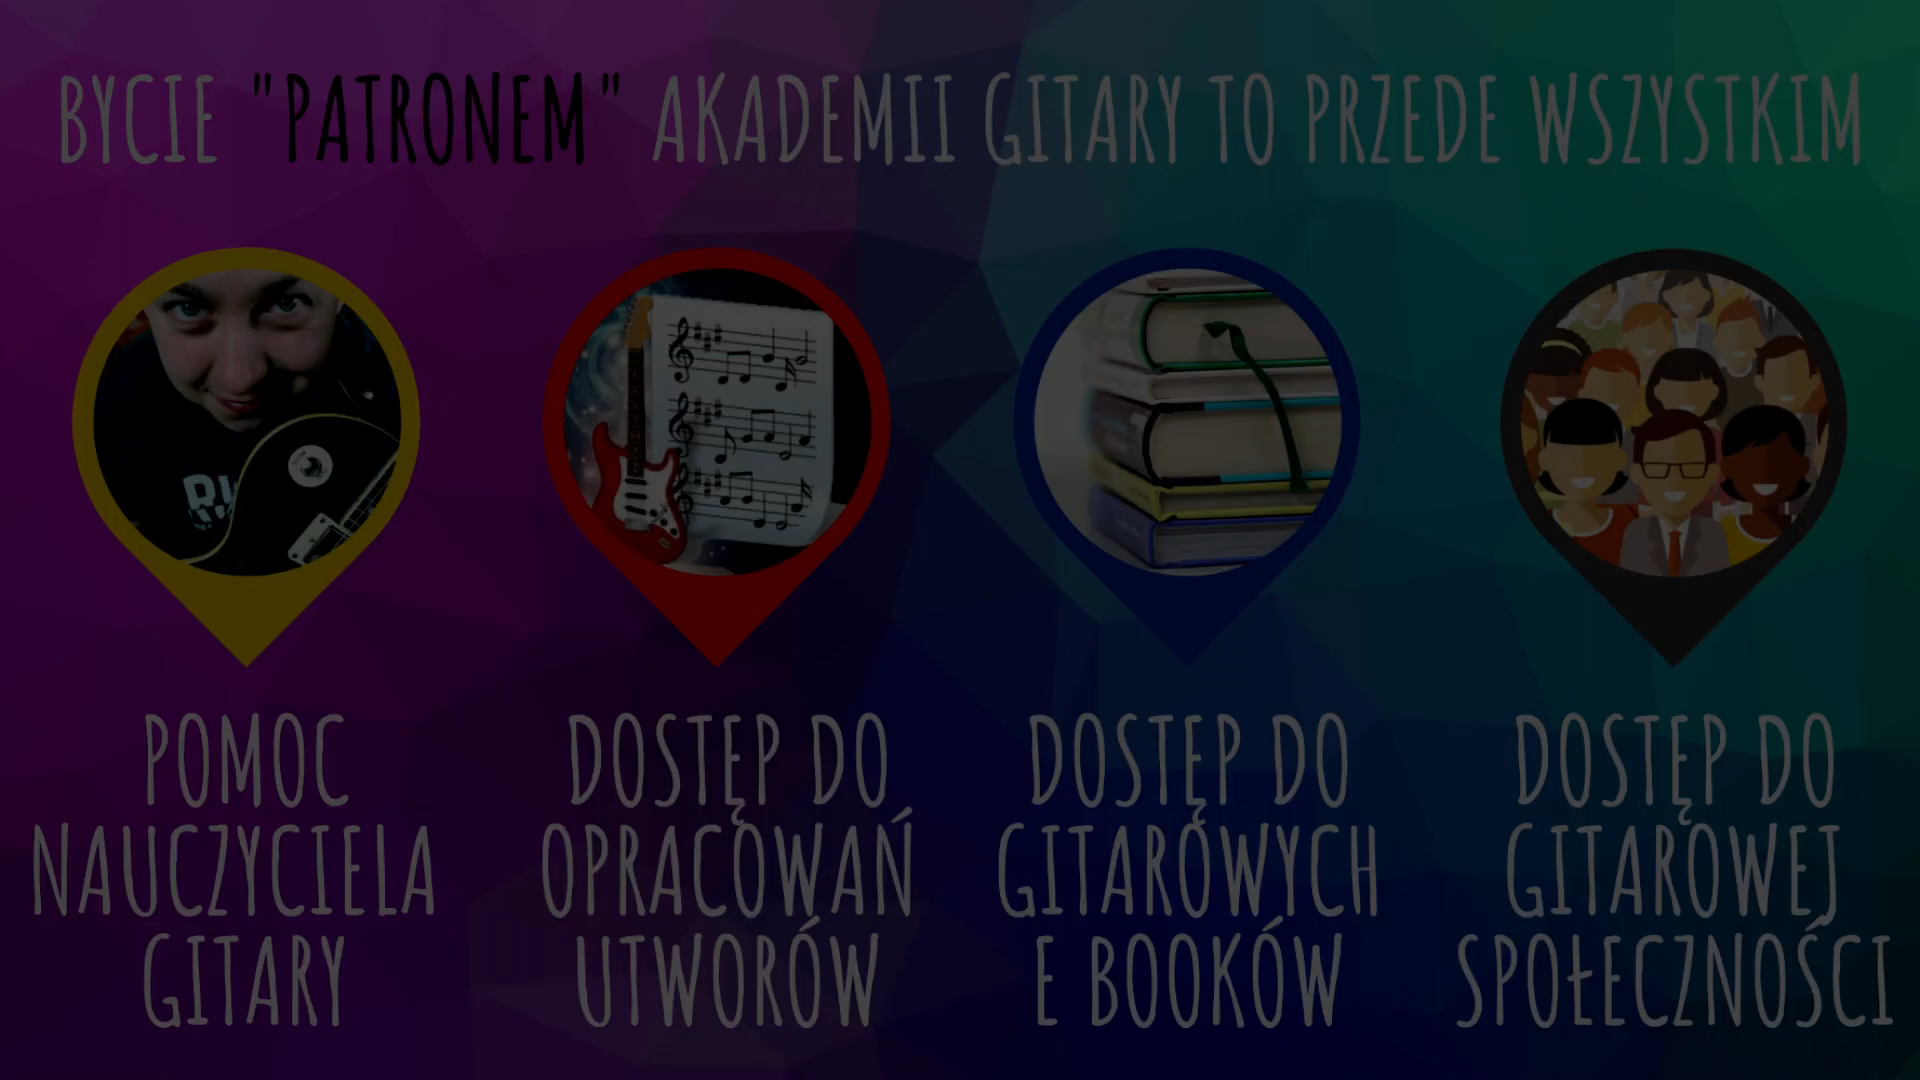 BYCIE "PATRONEM" AKADEMII GITARY TO PRZEDE WSZYSTKIM
POMOC
NAUCZYCIELA
GITARY
DOSTĘP DO
OPRACOWAŃ
UTWORÓW
DOSTĘP DO
GITAROWYCH
E BOOKÓW
DOSTĘP DO
GITAROWEJ
SPOŁECZNOŚCI